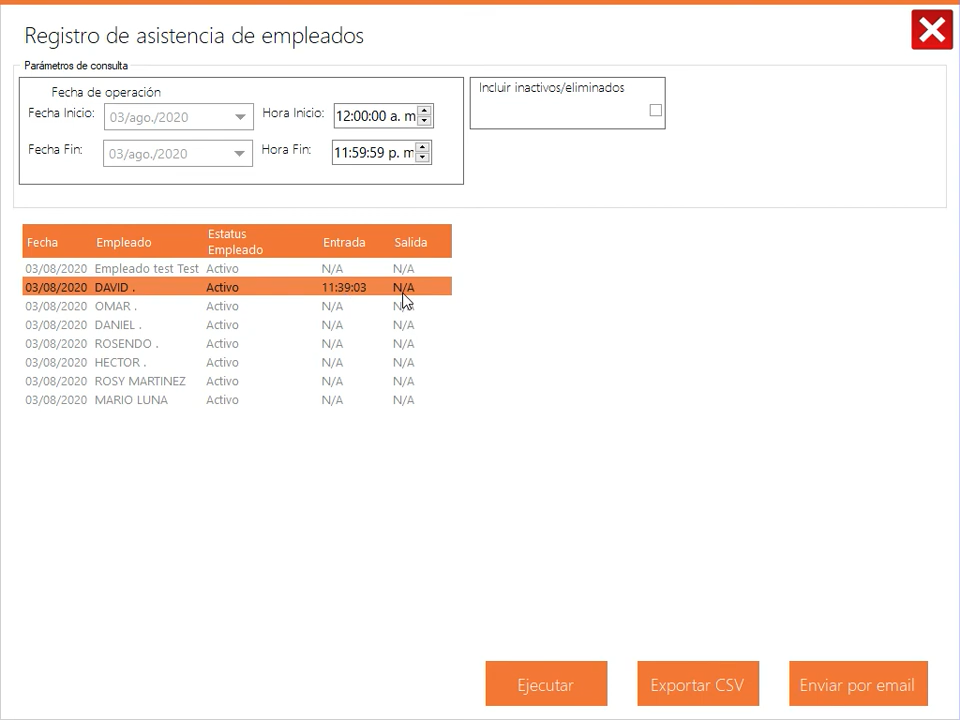 Registro de asistencia de empleados
Parámetros de consulta
Fecha de operación
Fecha Inicio: 03/ago./2020 Hora Inicio: 12:00:00 a. m
Fecha Fin: 03/ago./2020 Hora Fin: 11:59:59 p. m
Incluir inactivos/eliminados
Fecha Empleado Estatus Empleado Entrada Salida
03/08/2020 Empleado test Test Activo N/A N/A
03/08/2020 DAVID . Activo 11:39:03 N/A
03/08/2020 OMAR . Activo N/A N/A
03/08/2020 DANIEL . Activo N/A N/A
03/08/2020 ROSENDO . Activo N/A N/A
03/08/2020 HECTOR . Activo N/A N/A
03/08/2020 ROSY MARTINEZ Activo N/A N/A
03/08/2020 MARIO LUNA Activo N/A N/A
Ejecutar Exportar CSV Enviar por email